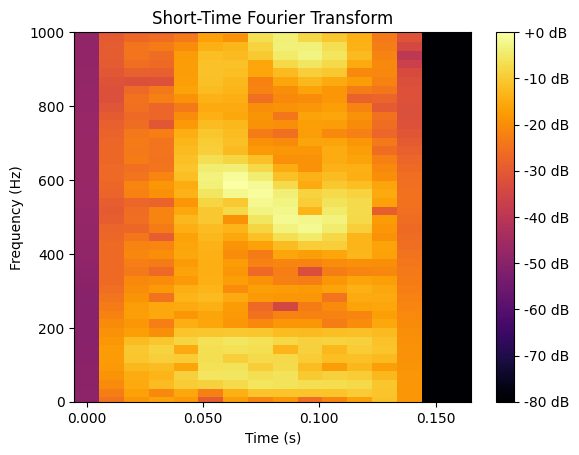 Short-Time Fourier Transform
Frequency (Hz)
1000
800
600
400
200
0
0.000
0.050
0.100
0.150
Time (s)
+0 dB
-10 dB
-20 dB
-30 dB
-40 dB
-50 dB
-60 dB
-70 dB
-80 dB